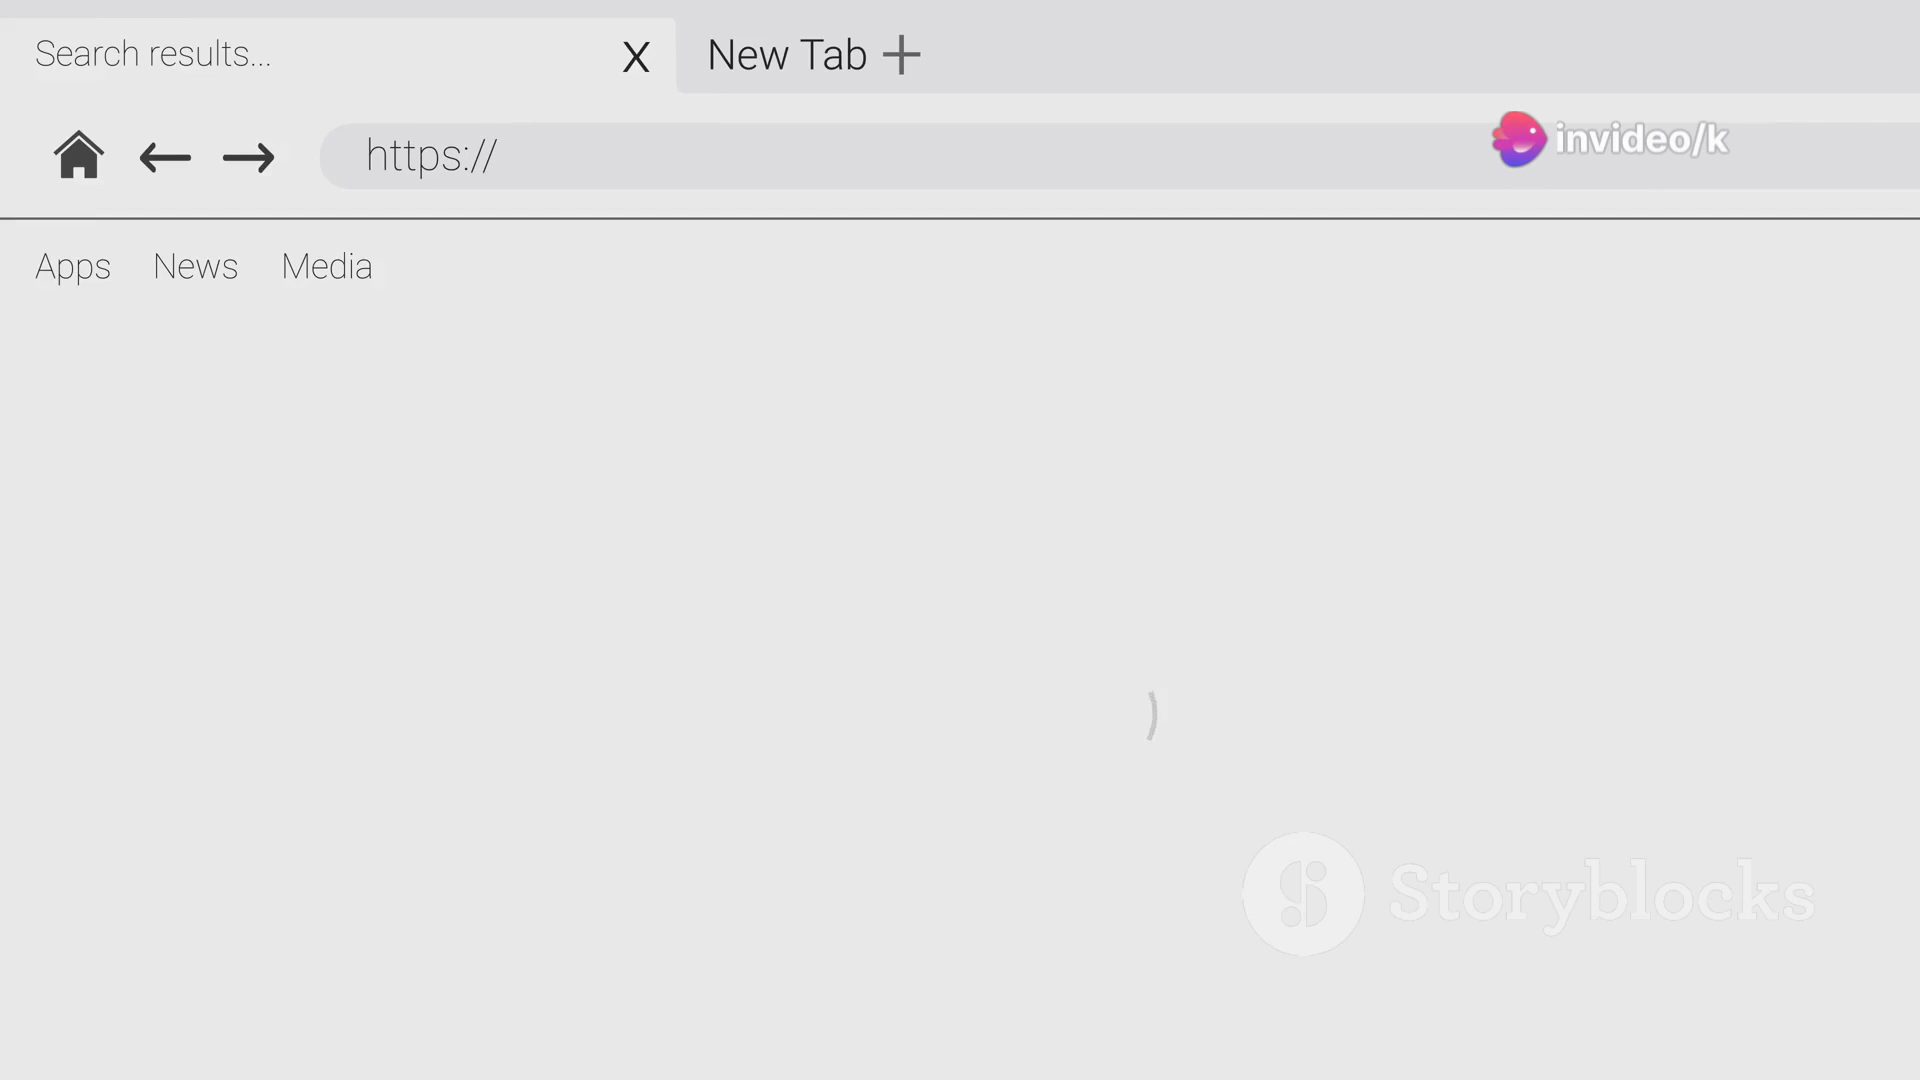 Search results...
X
New Tab +
https://
invideo/k
Apps News Media
Storyblocks